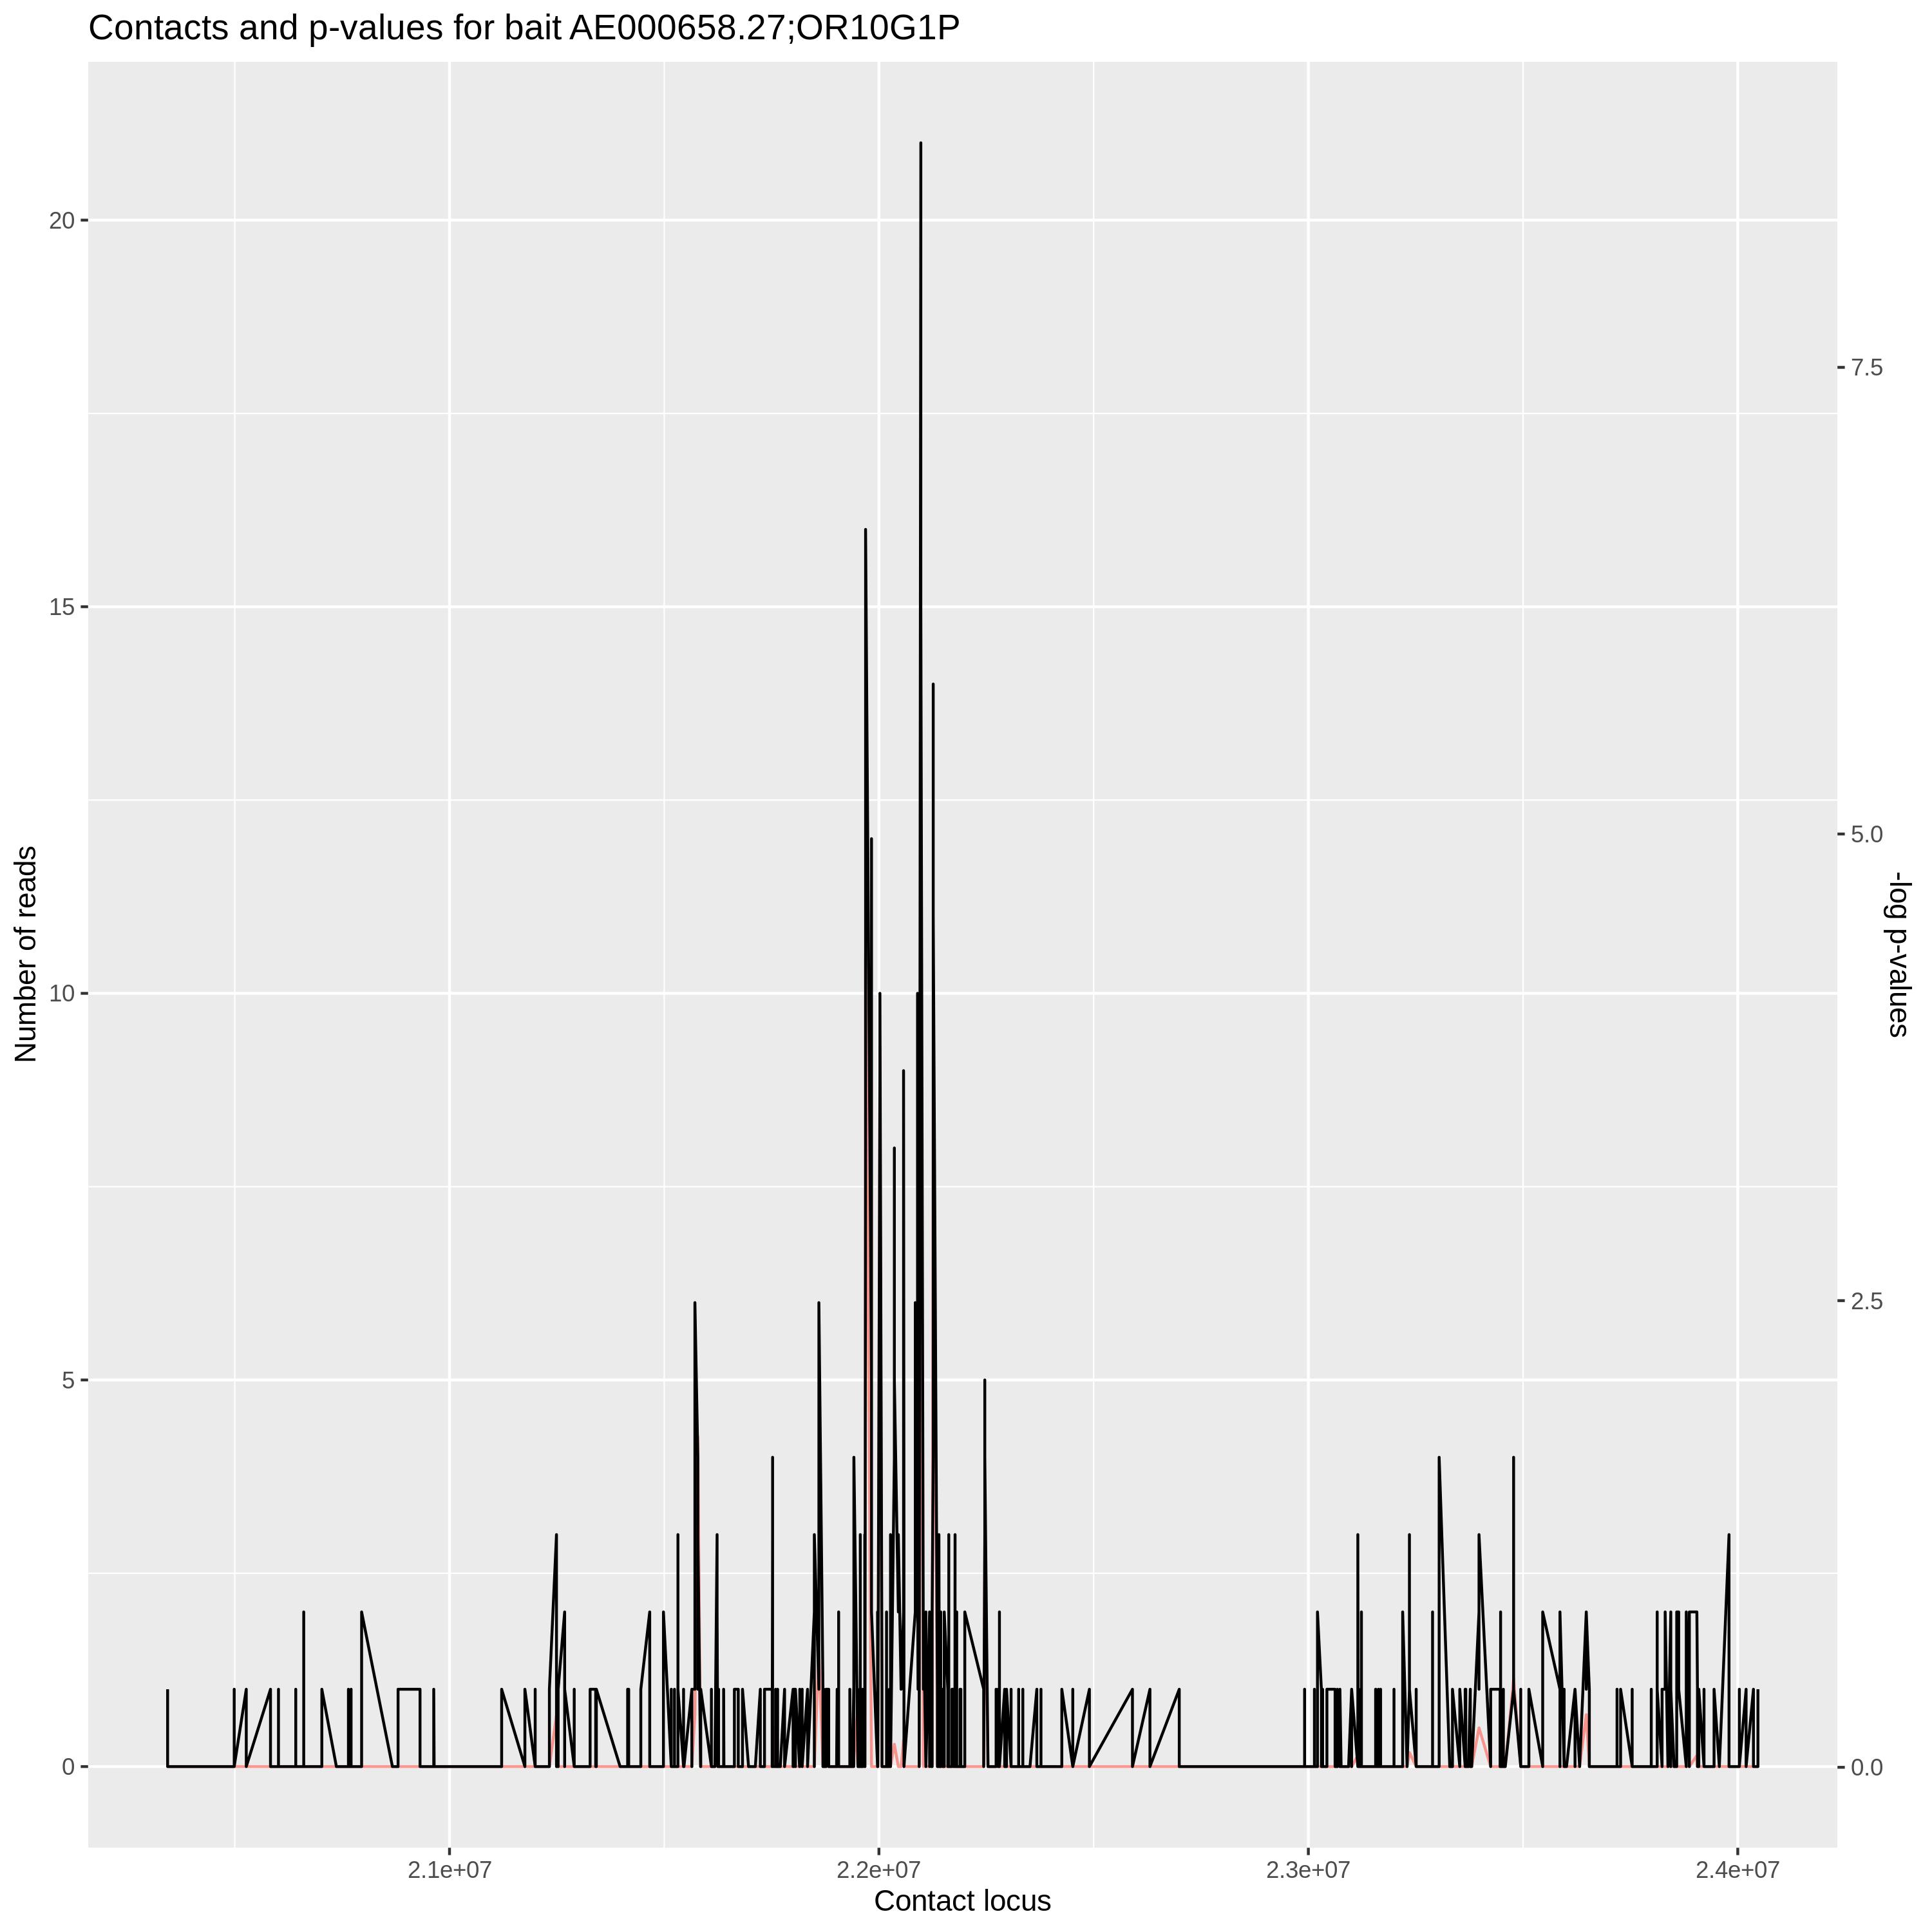 Contacts and p-values for bait AE000658.27;OR10G1P
20
15
10
5
0
Number of reads
7.5
5.0
2.5
0.0
-log p-values
2.1e+07
2.2e+07
2.3e+07
2.4e+07
Contact locus